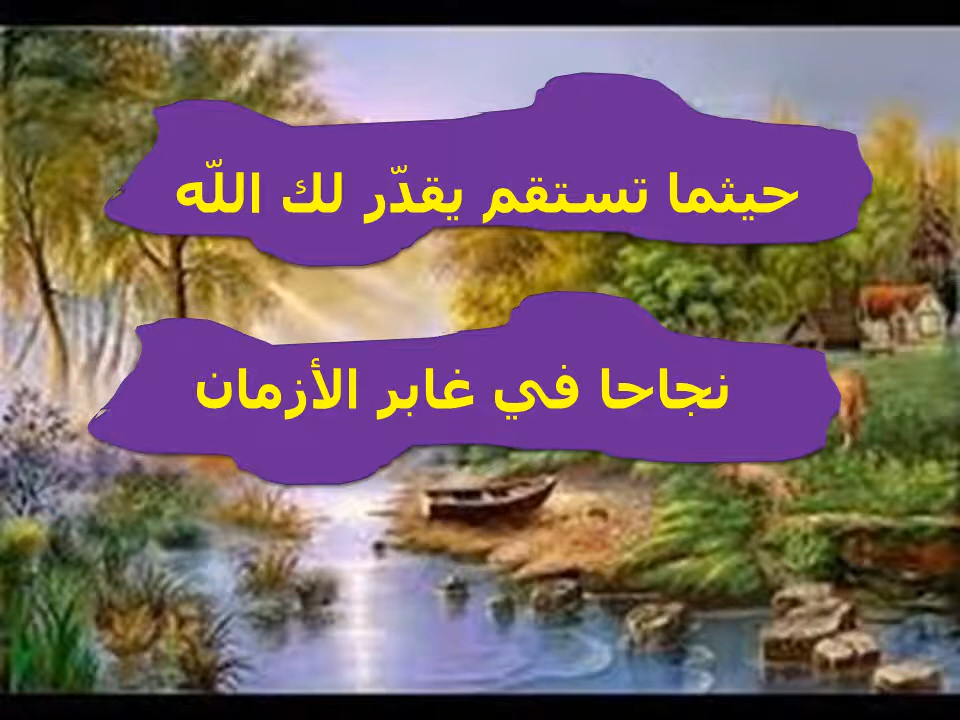 حيثما تستقم يقدّر لك اللّه
نجاحا في غابر الأزمان